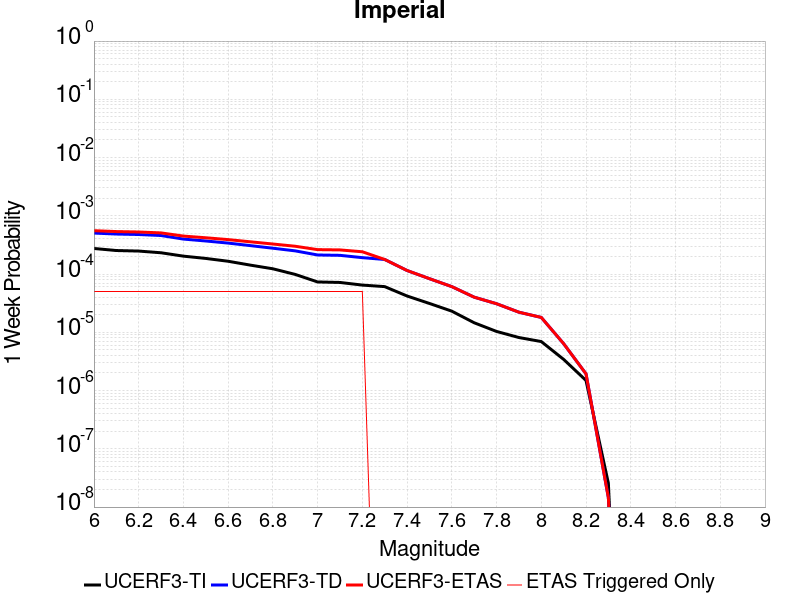 Imperial
10^0
10^-1
10^-2
10^-3
10^-4
10^-5
10^-6
10^-7
10^-8
1 Week Probability
6 6.2 6.4 6.6 6.8 7 7.2 7.4 7.6 7.8 8 8.2 8.4 8.6 8.8 9
Magnitude
UCERF3-TI UCERF3-TD UCERF3-ETAS ETAS Triggered Only